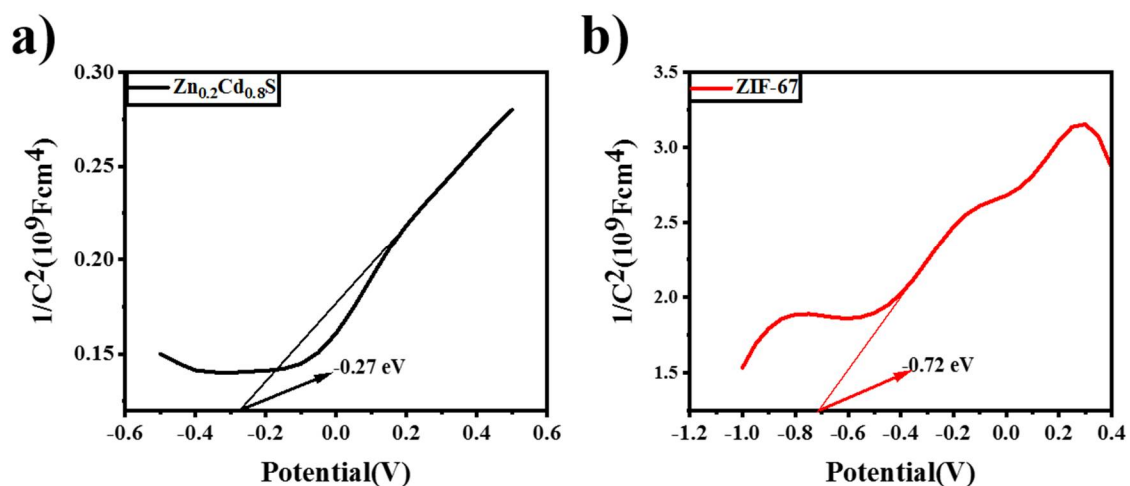 a)
Zn0.2Cd0.8S
0.30
0.25
0.20
0.15
1/C²(10⁹Fcm⁴)
-0.27 eV
-0.6 -0.4 -0.2 0.0 0.2 0.4 0.6
Potential(V)
b)
ZIF-67
3.5
3.0
2.5
2.0
1.5
1/C²(10⁹Fcm⁴)
-0.72 eV
-1.2 -1.0 -0.8 -0.6 -0.4 -0.2 0.0 0.2 0.4
Potential(V)